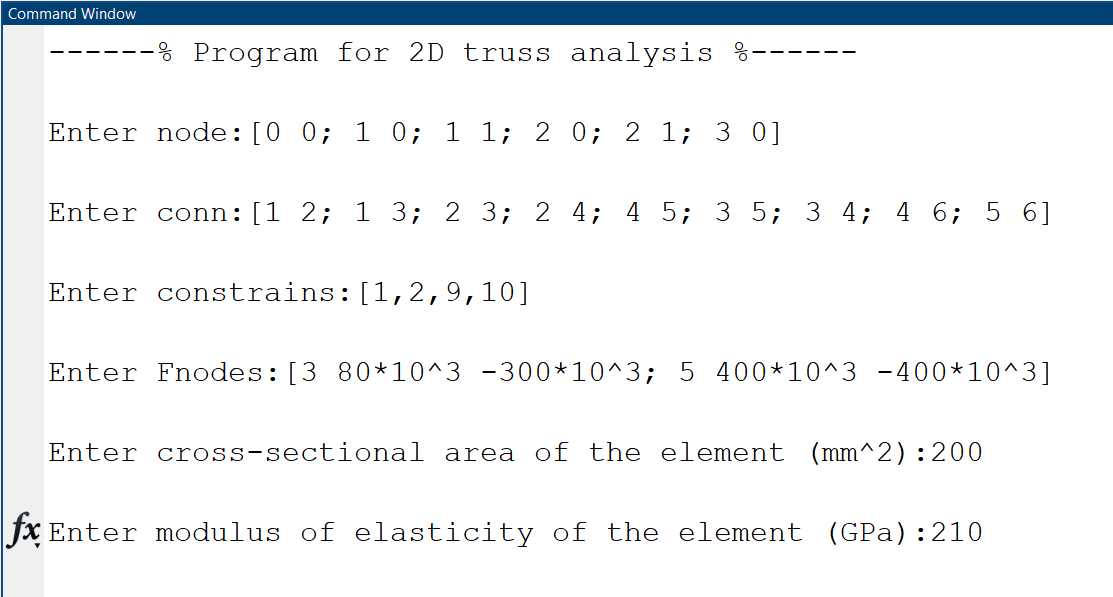 Command Window
------% Program for 2D truss analysis %------
Enter node:[0 0; 1 0; 1 1; 2 0; 2 1; 3 0]
Enter conn:[1 2; 1 3; 2 3; 2 4; 4 5; 3 5; 3 4; 4 6; 5 6]
Enter constrains:[1,2,9,10]
Enter Fnodes:[3 80*10^3 -300*10^3; 5 400*10^3 -400*10^3]
Enter cross-sectional area of the element (mm^2):200
fx Enter modulus of elasticity of the element (GPa):210